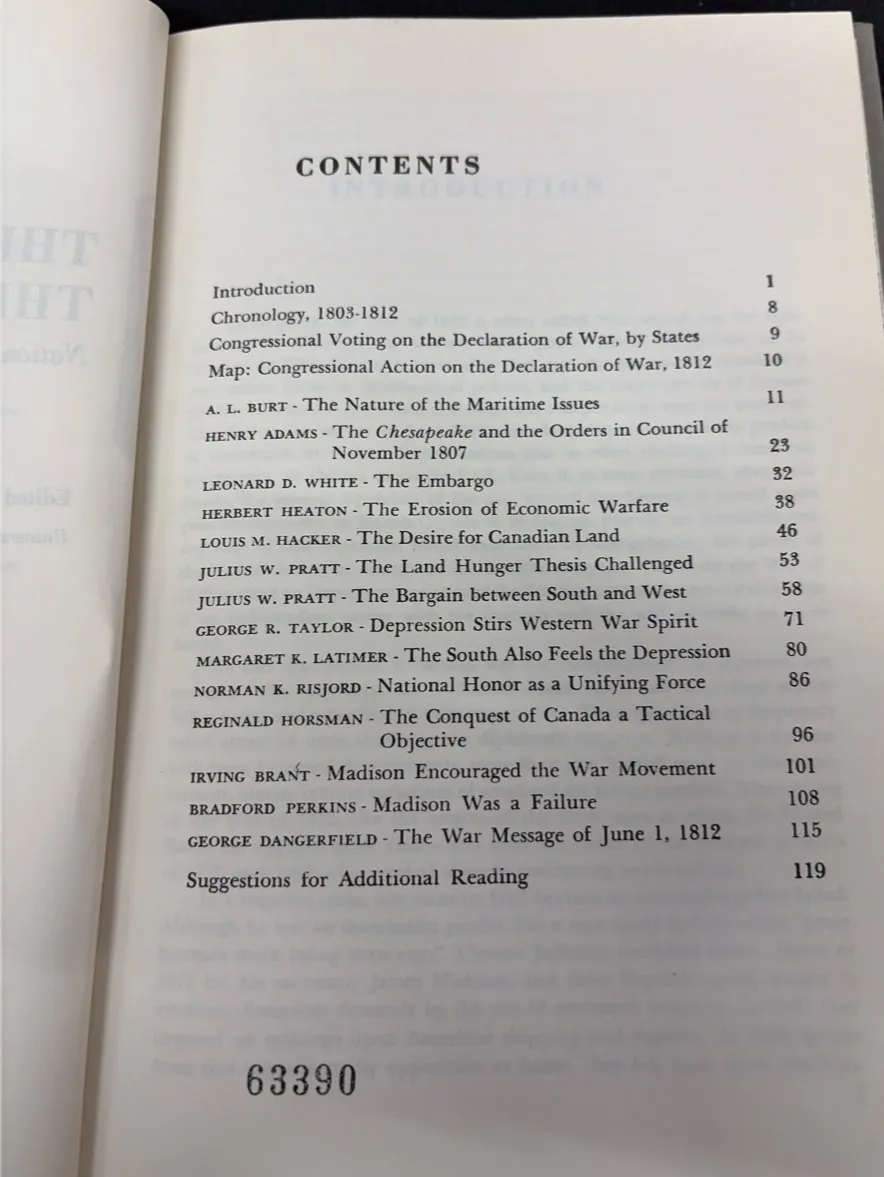 CONTENTS
Introduction 1
Chronology, 1803-1812 8
Congressional Voting on the Declaration of War, by States 9
Map: Congressional Action on the Declaration of War, 1812 10
A. L. BURT - The Nature of the Maritime Issues 11
HENRY ADAMS - The Chesapeake and the Orders in Council of
November 1807 23
LEONARD D. WHITE - The Embargo 32
HERBERT HEATON - The Erosion of Economic Warfare 38
LOUIS M. HACKER - The Desire for Canadian Land 46
JULIUS W. PRATT - The Land Hunger Thesis Challenged 53
JULIUS W. PRATT - The Bargain between South and West 58
GEORGE R. TAYLOR - Depression Stirs Western War Spirit 71
MARGARET K. LATIMER - The South Also Feels the Depression 80
NORMAN K. RISJORD - National Honor as a Unifying Force 86
REGINALD HORSMAN - The Conquest of Canada a Tactical
Objective 96
IRVING BRANT - Madison Encouraged the War Movement 101
BRADFORD PERKINS - Madison Was a Failure 108
GEORGE DANGERFIELD - The War Message of June 1, 1812 115
Suggestions for Additional Reading 119
63390